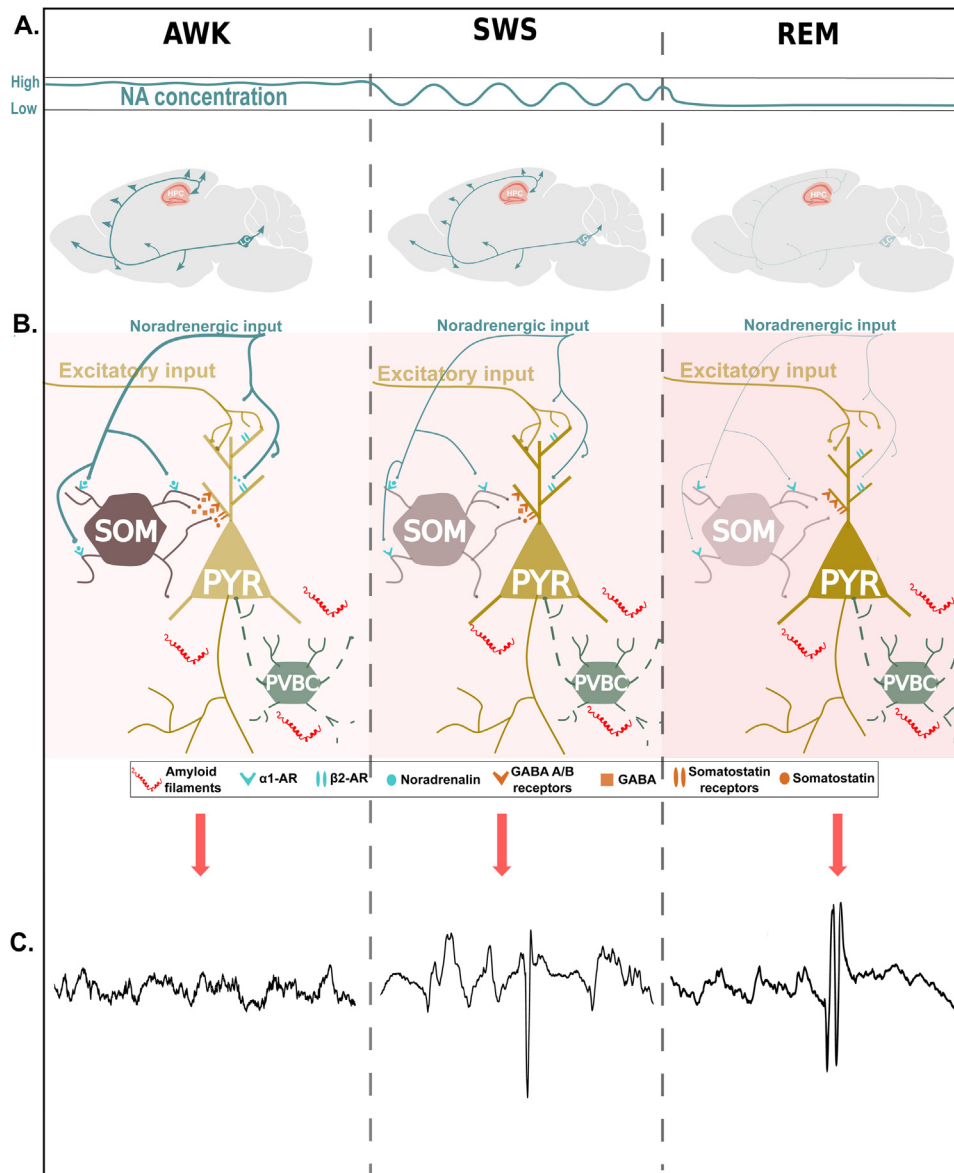 A.
AWK
SWS
REM
High
NA concentration
Low
HPC
LC
HPC
LC
HPC
LC
B.
Noradrenergic input
Noradrenergic input
Noradrenergic input
Excitatory input
Excitatory input
Excitatory input
SOM
SOM
SOM
PYR
PYR
PYR
PVBC
PVBC
PVBC
Amyloid
filaments
α1-AR
β2-AR
Noradrenalin
GABA A/B
receptors
GABA
Somatostatin
receptors
Somatostatin
C.